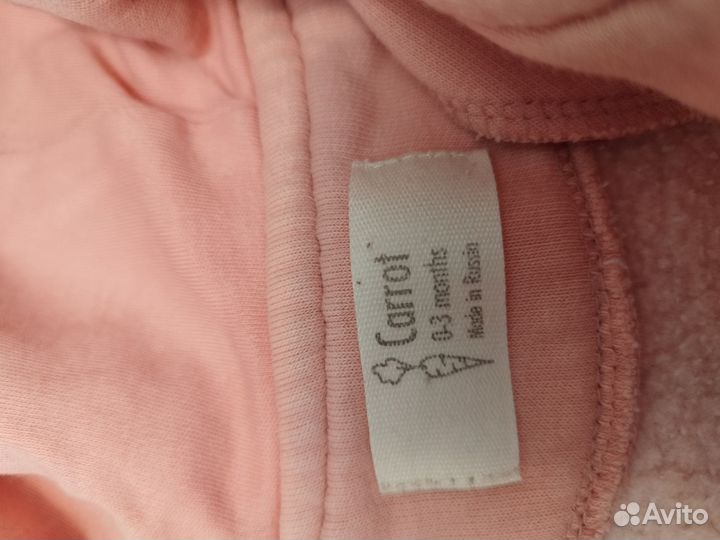 Carrot
0-3 months
Made in Russia
Avito